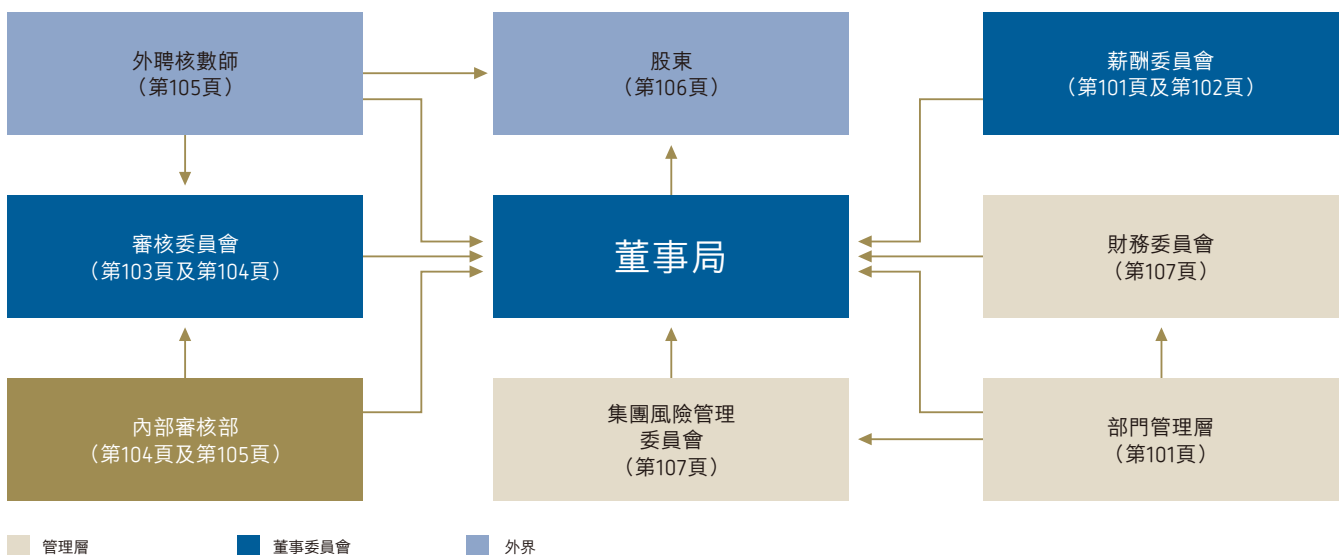 外聘核數師
（第105頁）
股東
（第106頁）
薪酬委員會
（第101頁及第102頁）
審核委員會
（第103頁及第104頁）
董事局
財務委員會
（第107頁）
內部審核部
（第104頁及第105頁）
集團風險管理
委員會
（第107頁）
部門管理層
（第101頁）
管理層
董事委員會
外界